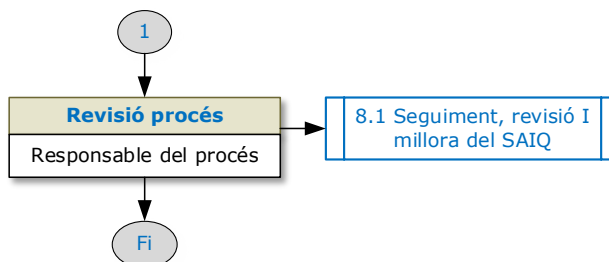 1
Revisió procés
Responsable del procés
8.1 Seguiment, revisió I
millora del SAIQ
Fi